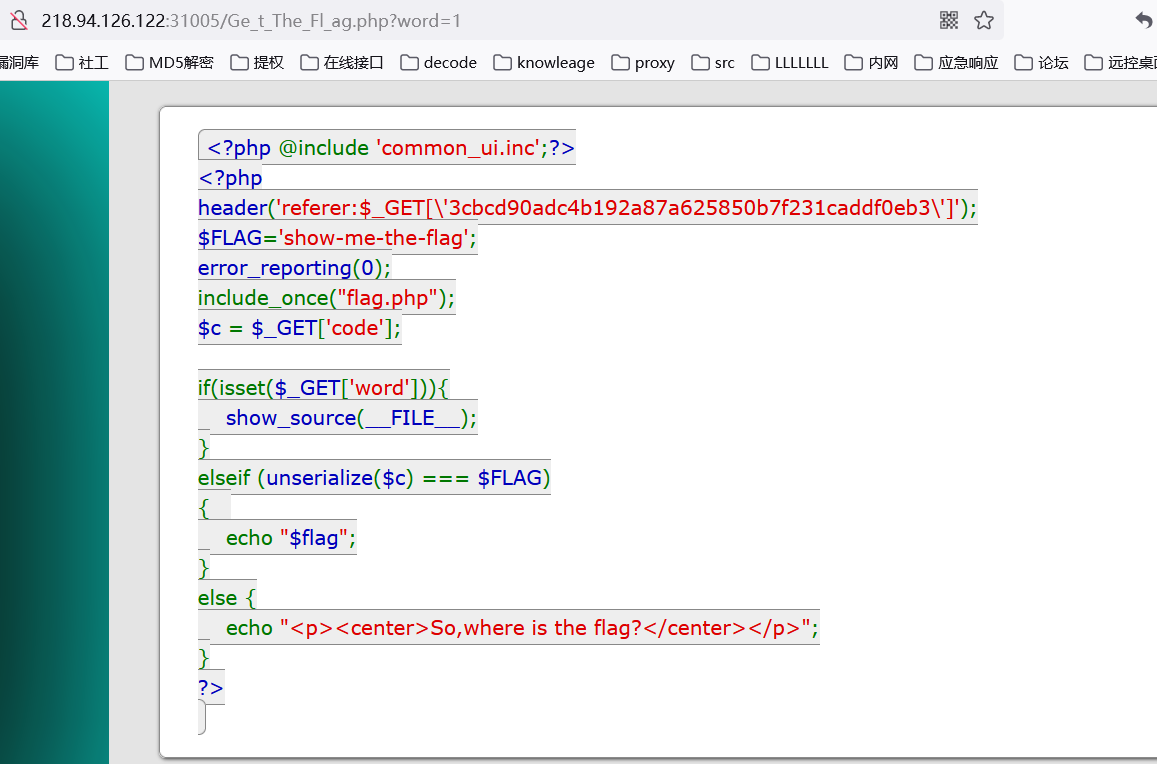 218.94.126.122:31005/Ge_t_The_Fl_ag.php?word=1
漏洞库 社工 MD5解密 提权 在线接口 decode knowleage proxy src LLLLLLL 内网 应急响应 论坛 远控桌面
<?php @include 'common_ui.inc';?>
<?php
header('referer:$_GET[\'3cbcd90adc4b192a87a625850b7f231caddf0eb3\']');
$FLAG='show-me-the-flag';
error_reporting(0);
include_once("flag.php");
$c = $_GET['code'];
if(isset($_GET['word'])){
_ show_source(__FILE__);
}
elseif (unserialize($c) === $FLAG)
{
_ echo "$flag";
}
else {
_ echo "<p><center>So,where is the flag?</center></p>";
}
?>